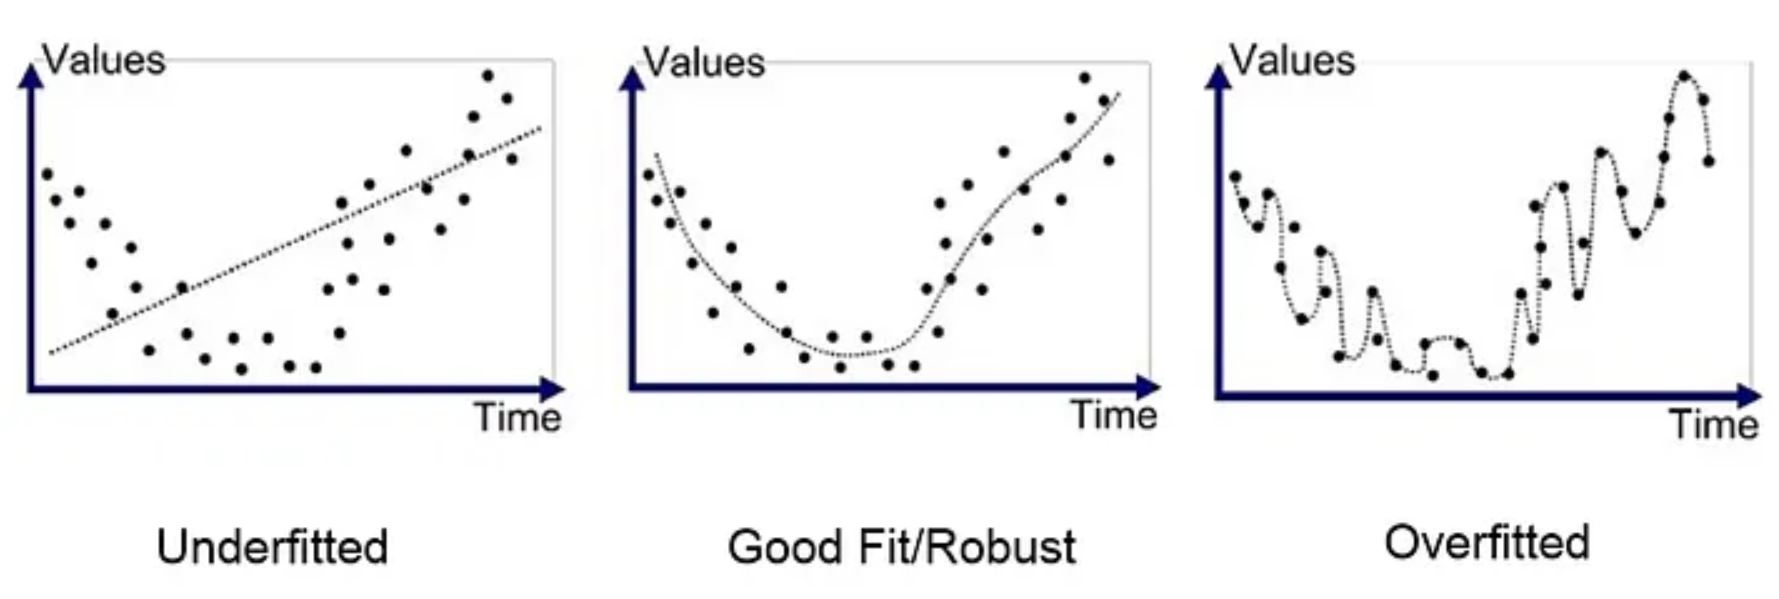 Values
Time
Underfitted
Values
Time
Good Fit/Robust
Values
Time
Overfitted